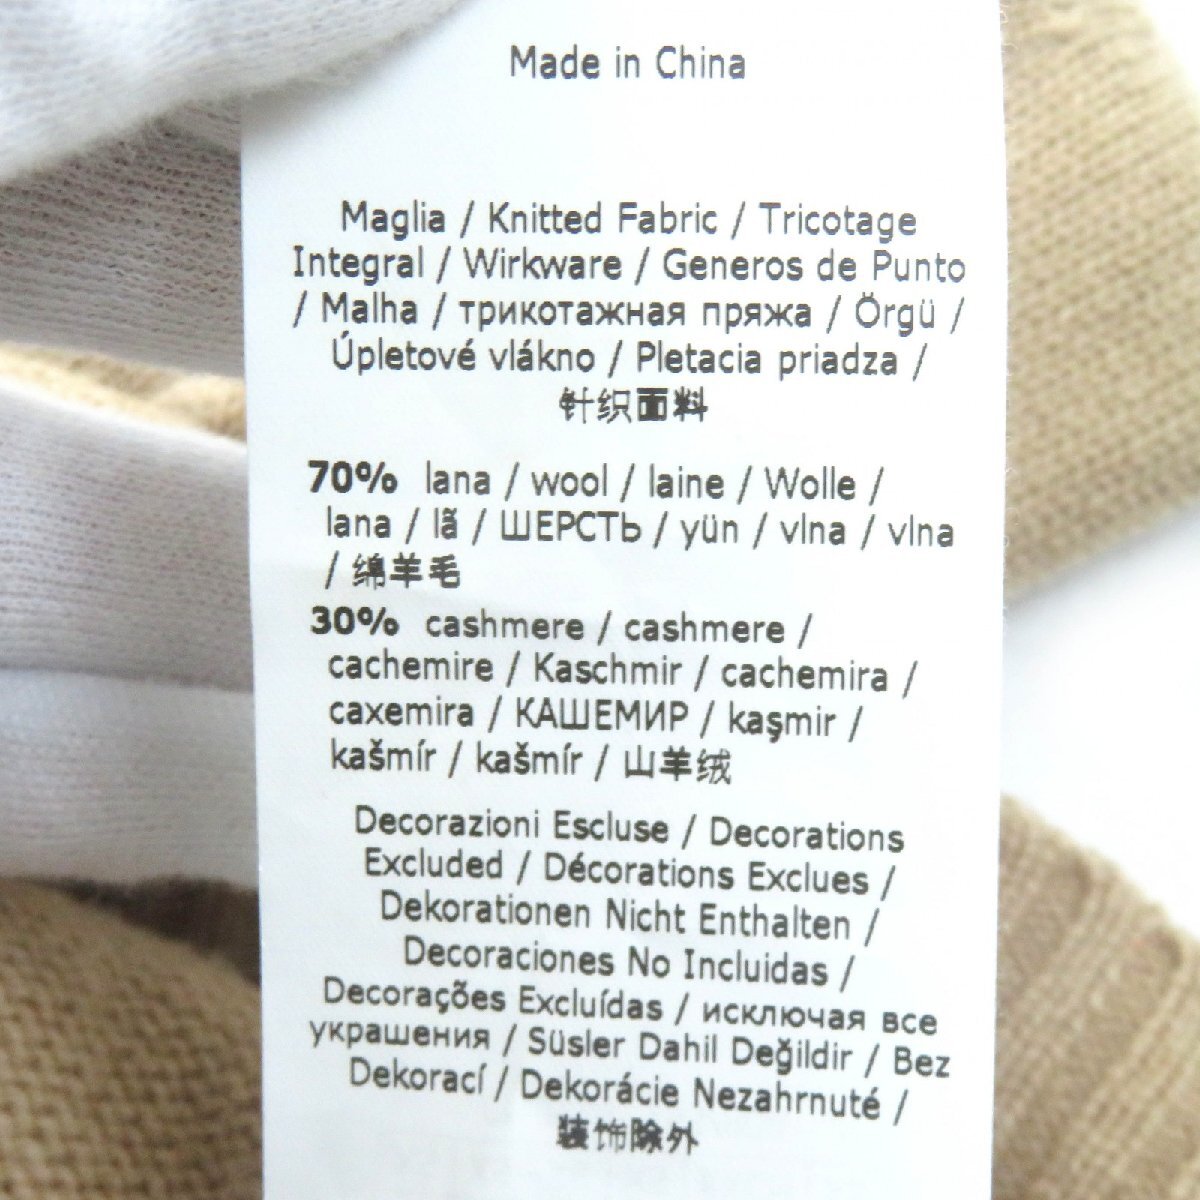 Made in China
Maglia / Knitted Fabric / Tricotage
Integral / Wirkware / Generos de Punto
/ Malha / трикотажная пряжа / Örgü /
Úpletové vlákno / Pletacia priadza /
针织面料
70% lana / wool / laine / Wolle /
lana / lã / ШЕРСТЬ / yün / vlna / vlna
/ 绵羊毛
30% cashmere / cashmere /
cachemire / Kaschmir / cachemira /
caxemira / КАШЕМИР / kaşmir /
kašmír / kašmír / 山羊绒
Decorazioni Escluse / Decorations
Excluded / Décorations Exclues /
Dekorationen Nicht Enthalten /
Decoraciones No Incluidas /
Decorações Excluídas / исключая все
украшения / Süsler Dahil Değildir / Bez
Dekorací / Dekorácie Nezahrnuté /
装饰除外